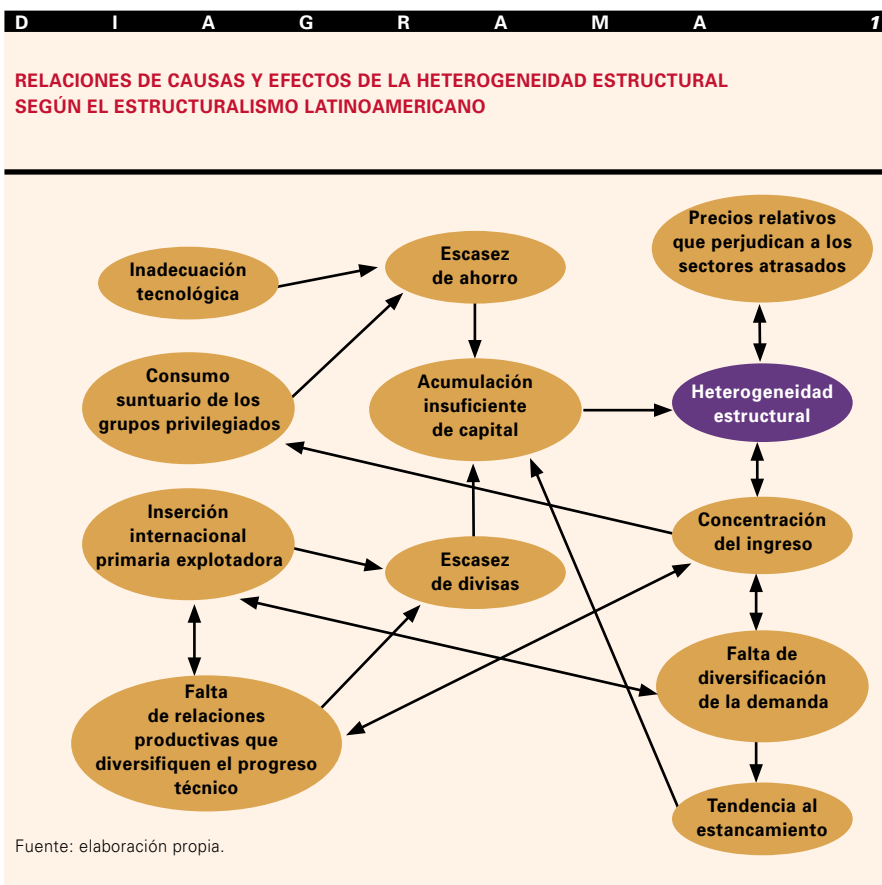 DIAGRAMA 1
RELACIONES DE CAUSAS Y EFECTOS DE LA HETEROGENEIDAD ESTRUCTURAL
SEGÚN EL ESTRUCTURALISMO LATINOAMERICANO
Inadecuación
tecnológica
Escasez
de ahorro
Precios relativos
que perjudican a los
sectores atrasados
Consumo
suntuario de los
grupos privilegiados
Acumulación
insuficiente
de capital
Heterogeneidad
estructural
Inserción
internacional
primaria explotadora
Escasez
de divisas
Concentración
del ingreso
Falta
de relaciones
productivas que
diversifiquen el progreso
técnico
Falta de
diversificación
de la demanda
Tendencia al
estancamiento
Fuente: elaboración propia.